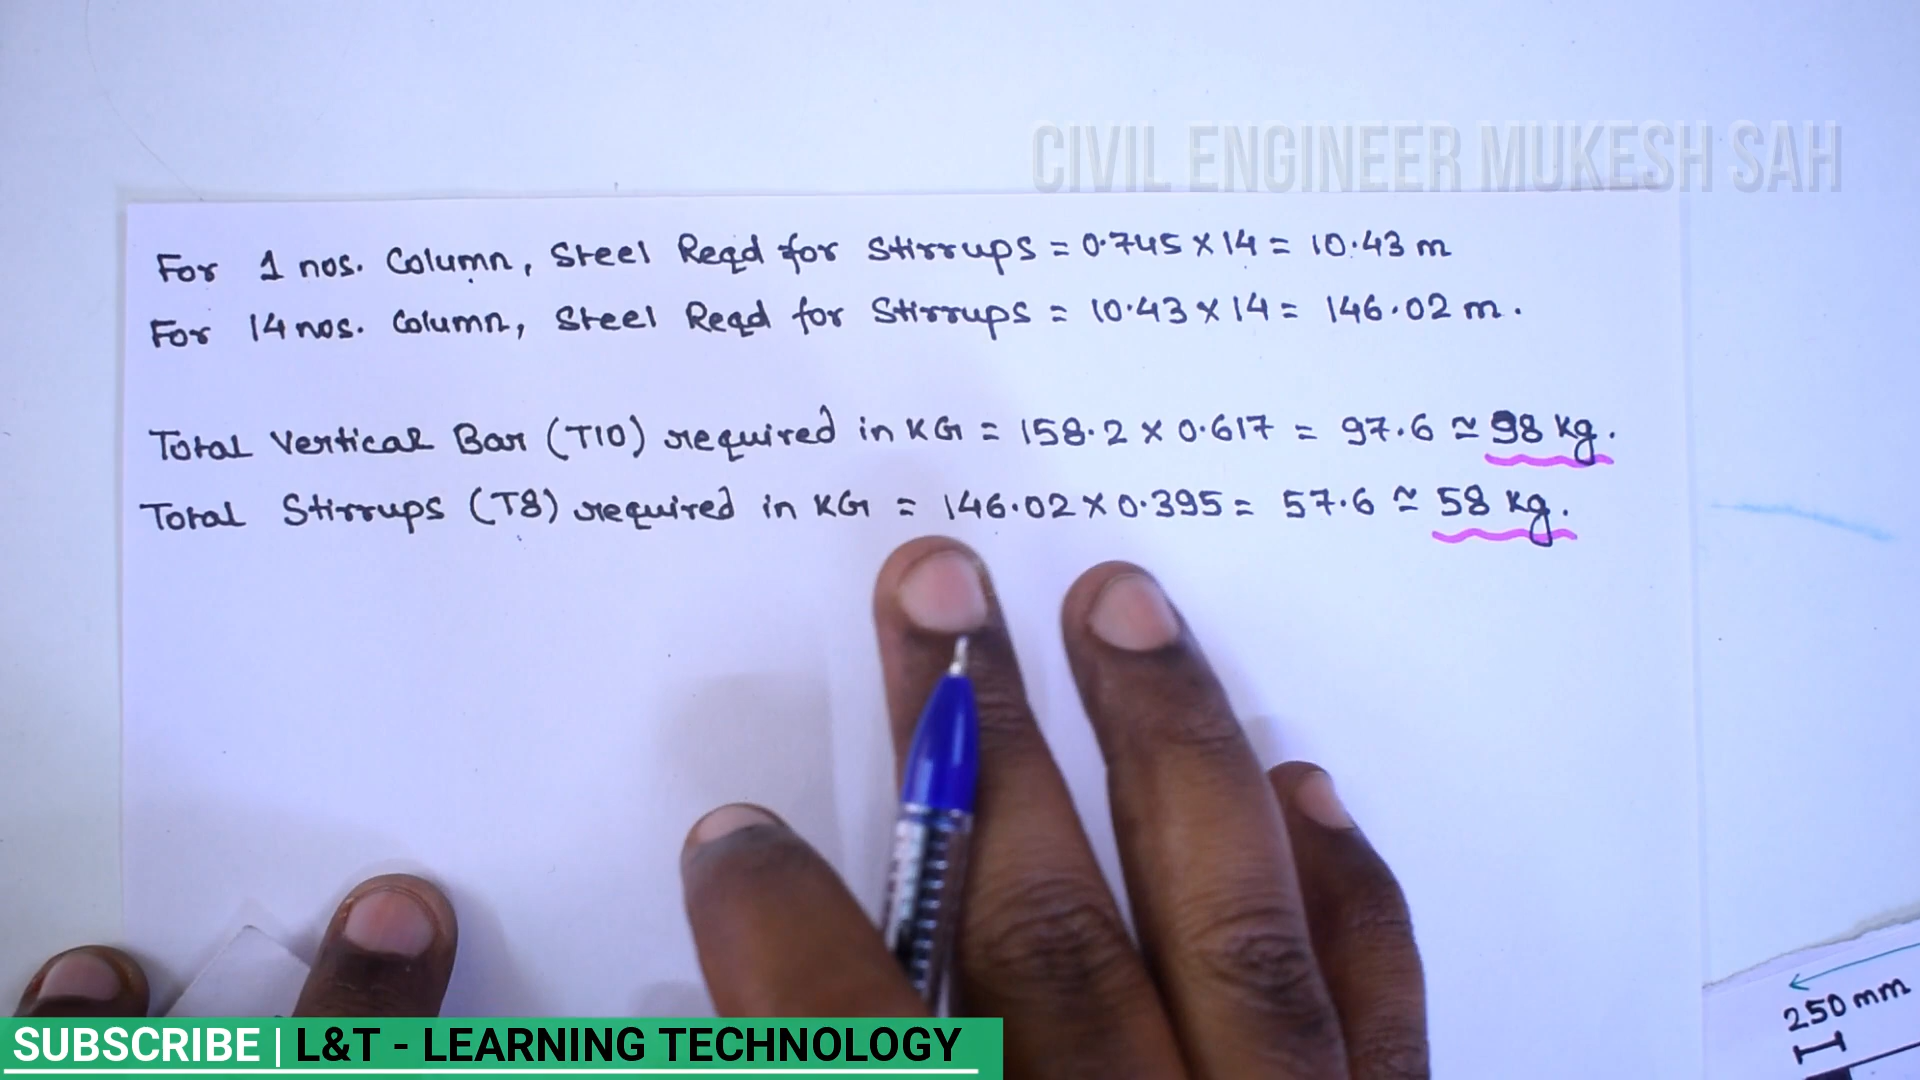 CIVIL ENGINEER MUKESH SAH
For 1 nos. Column, Steel Reqd for Stirrups = 0.745 × 14 = 10.43 m
For 14 nos. Column, Steel Reqd for Stirrups = 10.43 × 14 = 146.02 m.
Total Vertical Bar (T10) required in KG = 158.2 × 0.617 = 97.6 ≃ 98 kg.
Total Stirrups (T8) required in KG = 146.02 × 0.395 = 57.6 ≃ 58 kg.
250 mm
SUBSCRIBE | L&T - LEARNING TECHNOLOGY